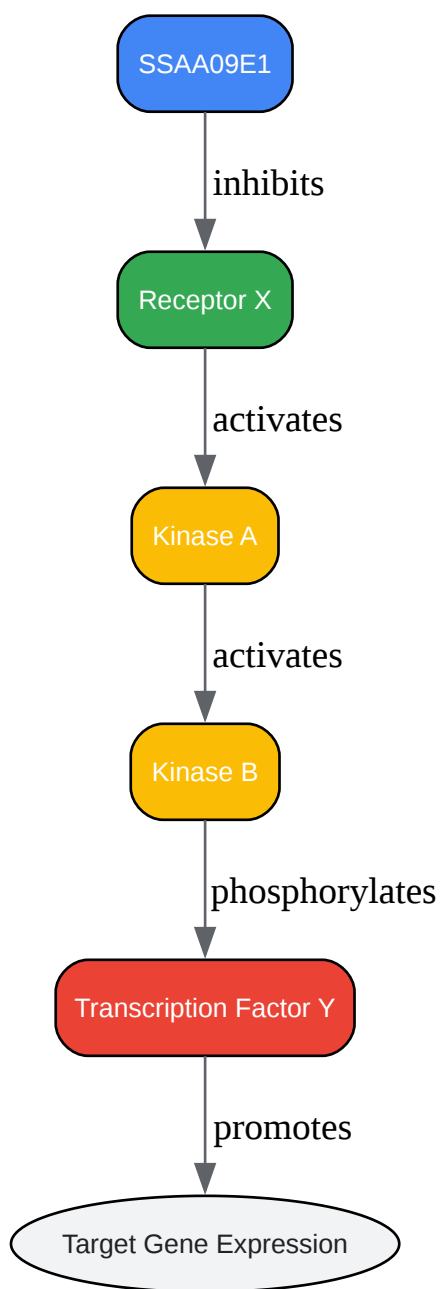 SSAA09E1
inhibits
Receptor X
activates
Kinase A
activates
Kinase B
phosphorylates
Transcription Factor Y
promotes
Target Gene Expression